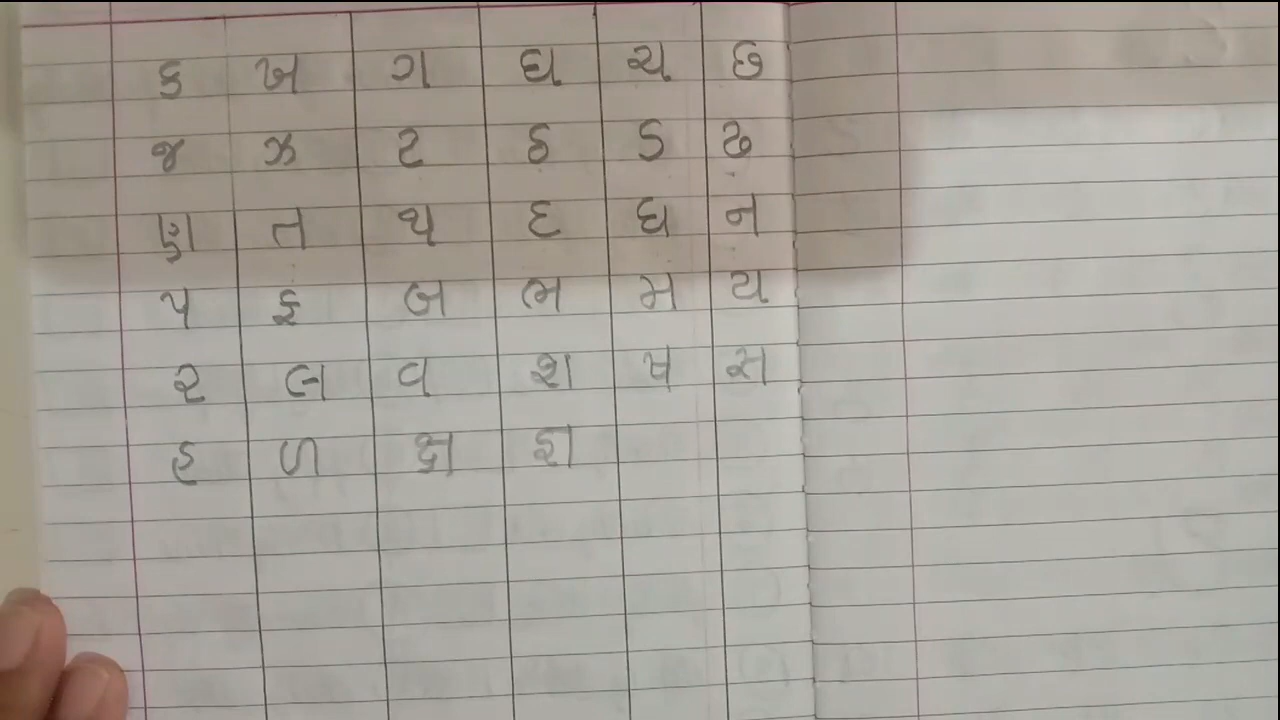 ક ખ ગ ઘ ચ છ
જ ઝ ટ ઠ ડ ઢ
ણ ત થ દ ધ ન
પ ફ બ ભ મ ય
ર લ વ શ ષ સ
હ ળ ક્ષ જ્ઞ